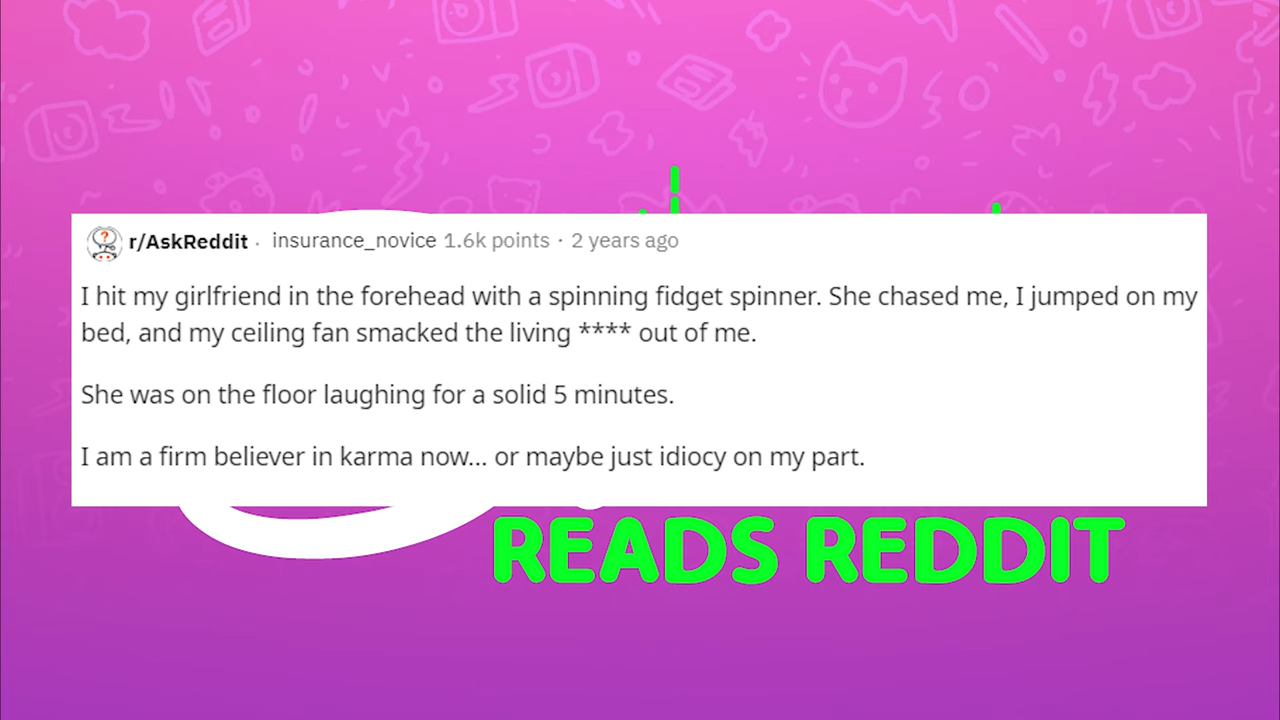 r/AskReddit · insurance_novice 1.6k points · 2 years ago
I hit my girlfriend in the forehead with a spinning fidget spinner. She chased me, I jumped on my
bed, and my ceiling fan smacked the living **** out of me.
She was on the floor laughing for a solid 5 minutes.
I am a firm believer in karma now... or maybe just idiocy on my part.
READS REDDIT